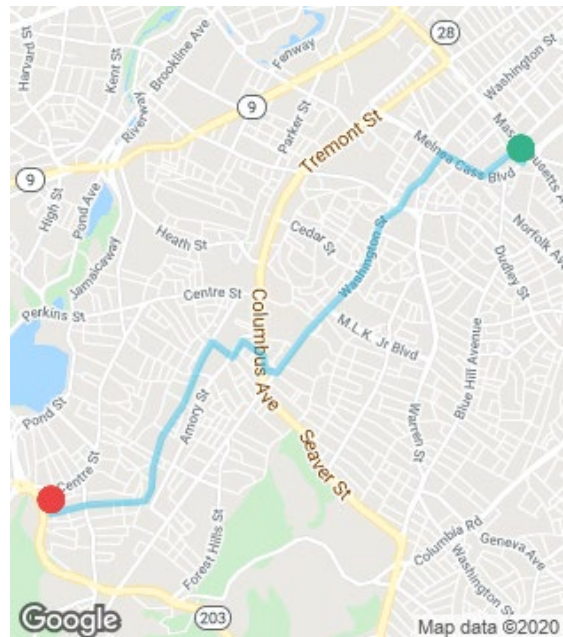 28
Washington St
Harvard St
Kent St
Brookline Ave
Fenway
Riverway
9
Parker St
Tremont St
Melnea Cass Blvd
Massachusetts A
9
High St
Pond Ave
Cedar St
Norfolk Ave
Heath St
Dudley St
Jamaicaway
Washington St
Centre St
Perkins St
Columbus Ave
M.L.K. Jr Blvd
Blue Hill Avenue
Amory St
Pond St
Warren St
Centre St
Seaver St
Columbia Rd
Geneva Ave
Forest Hills St
Washington St
203
Google
Map data ©2020